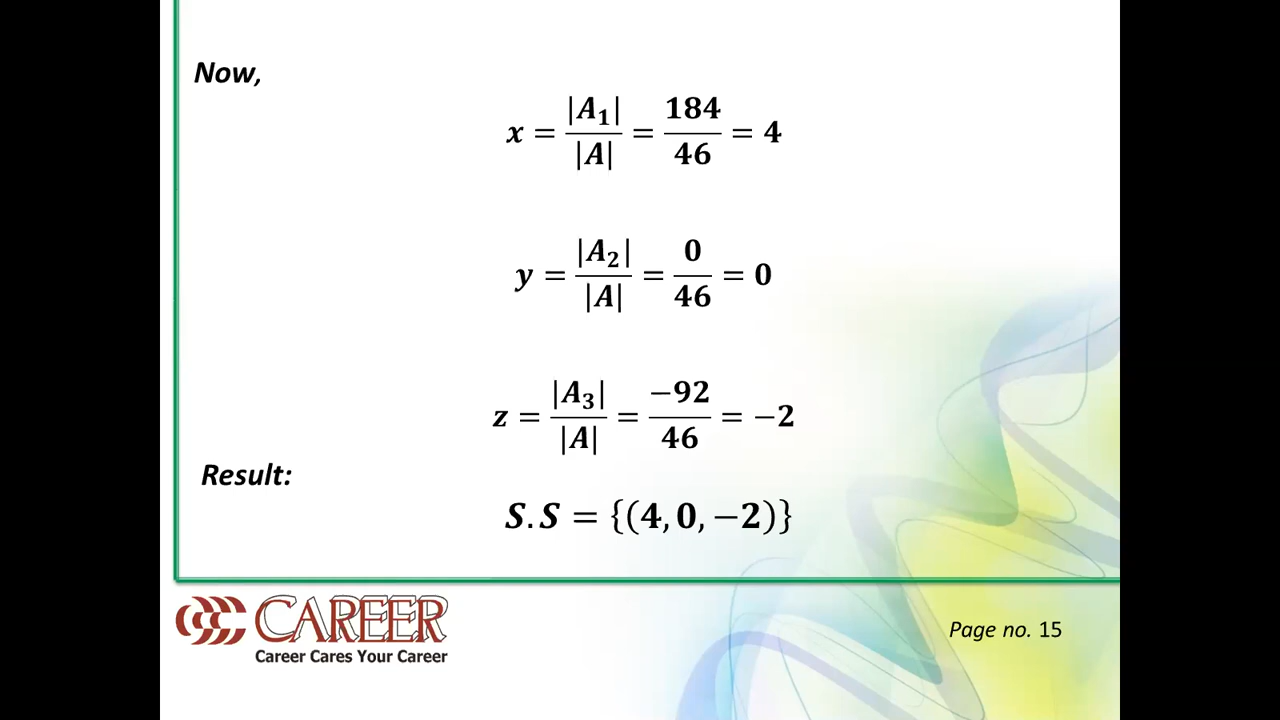 Now,
x = |A₁| / |A| = 184 / 46 = 4
y = |A₂| / |A| = 0 / 46 = 0
z = |A₃| / |A| = −92 / 46 = −2
Result:
S.S = {(4, 0, −2)}
CAREER
Career Cares Your Career
Page no. 15